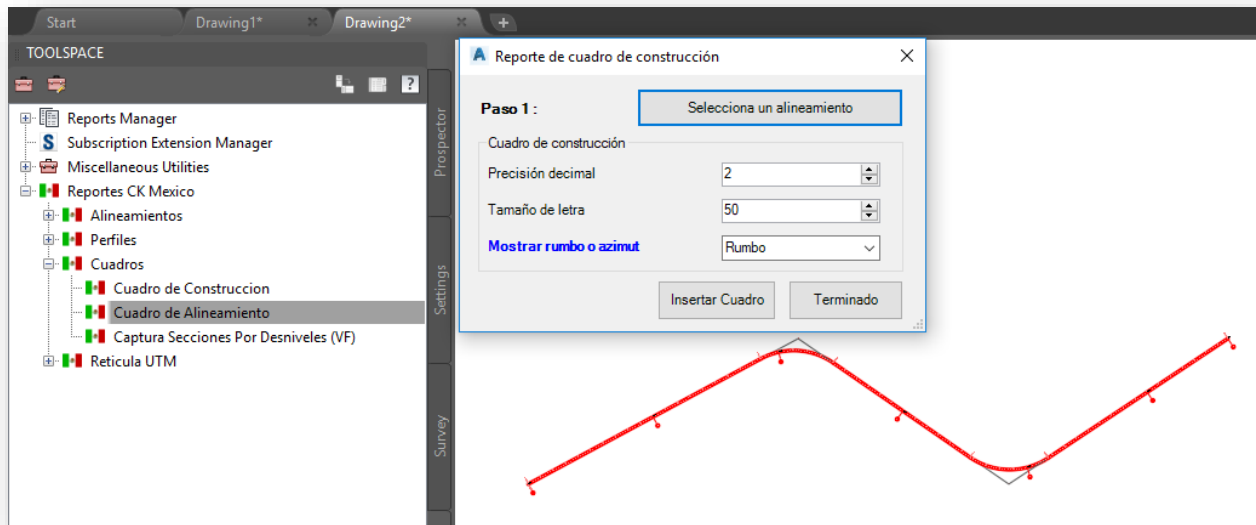 Start
Drawing1*
Drawing2*
TOOLSPACE
Reports Manager
S Subscription Extension Manager
Miscellaneous Utilities
Reportes CK Mexico
Alineamientos
Perfiles
Cuadros
Cuadro de Construccion
Cuadro de Alineamiento
Captura Secciones Por Desniveles (VF)
Reticula UTM
Prospector
Settings
Survey
A Reporte de cuadro de construcción
Paso 1 :
Selecciona un alineamiento
Cuadro de construcción
Precisión decimal
2
Tamaño de letra
50
Mostrar rumbo o azimut
Rumbo
Insertar Cuadro
Terminado